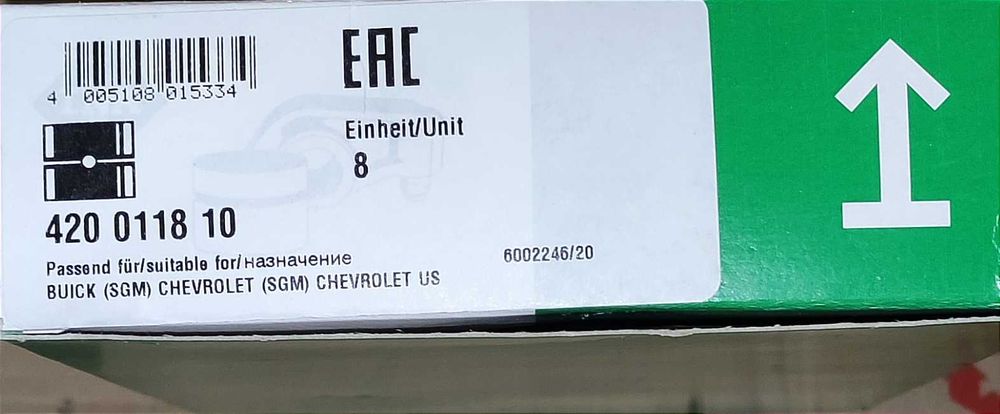 EAC
4 005108 015334
Einheit/Unit
8
420 0118 10
Passend für/suitable for/назначение
6002246/20
BUICK (SGM) CHEVROLET (SGM) CHEVROLET US